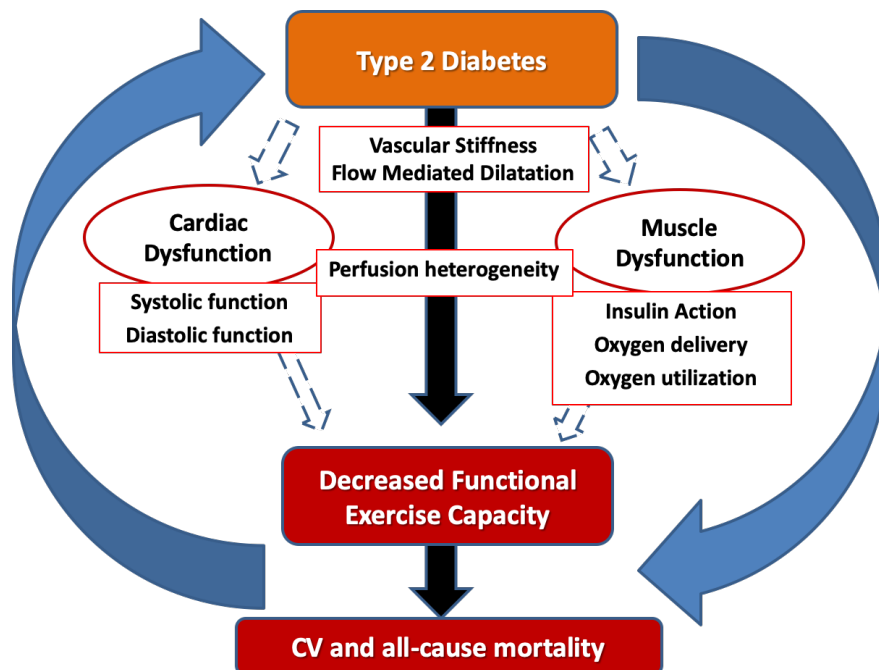 Type 2 Diabetes
Vascular Stiffness
Flow Mediated Dilatation
Cardiac
Dysfunction
Muscle
Dysfunction
Perfusion heterogeneity
Systolic function
Diastolic function
Insulin Action
Oxygen delivery
Oxygen utilization
Decreased Functional
Exercise Capacity
CV and all-cause mortality